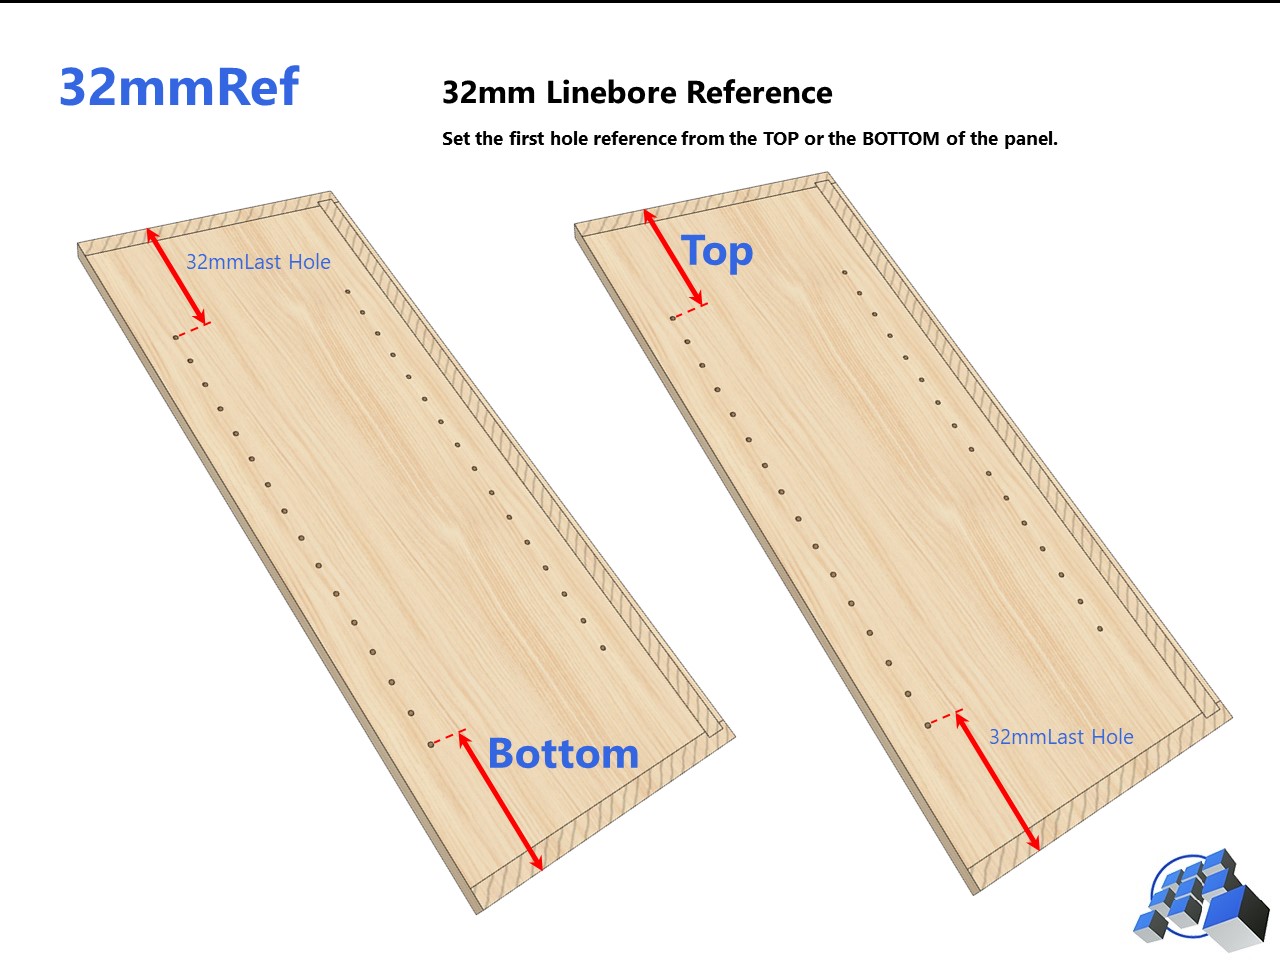 32mmRef
32mm Linebore Reference
Set the first hole reference from the TOP or the BOTTOM of the panel.
32mmLast Hole
Top
Bottom
32mmLast Hole